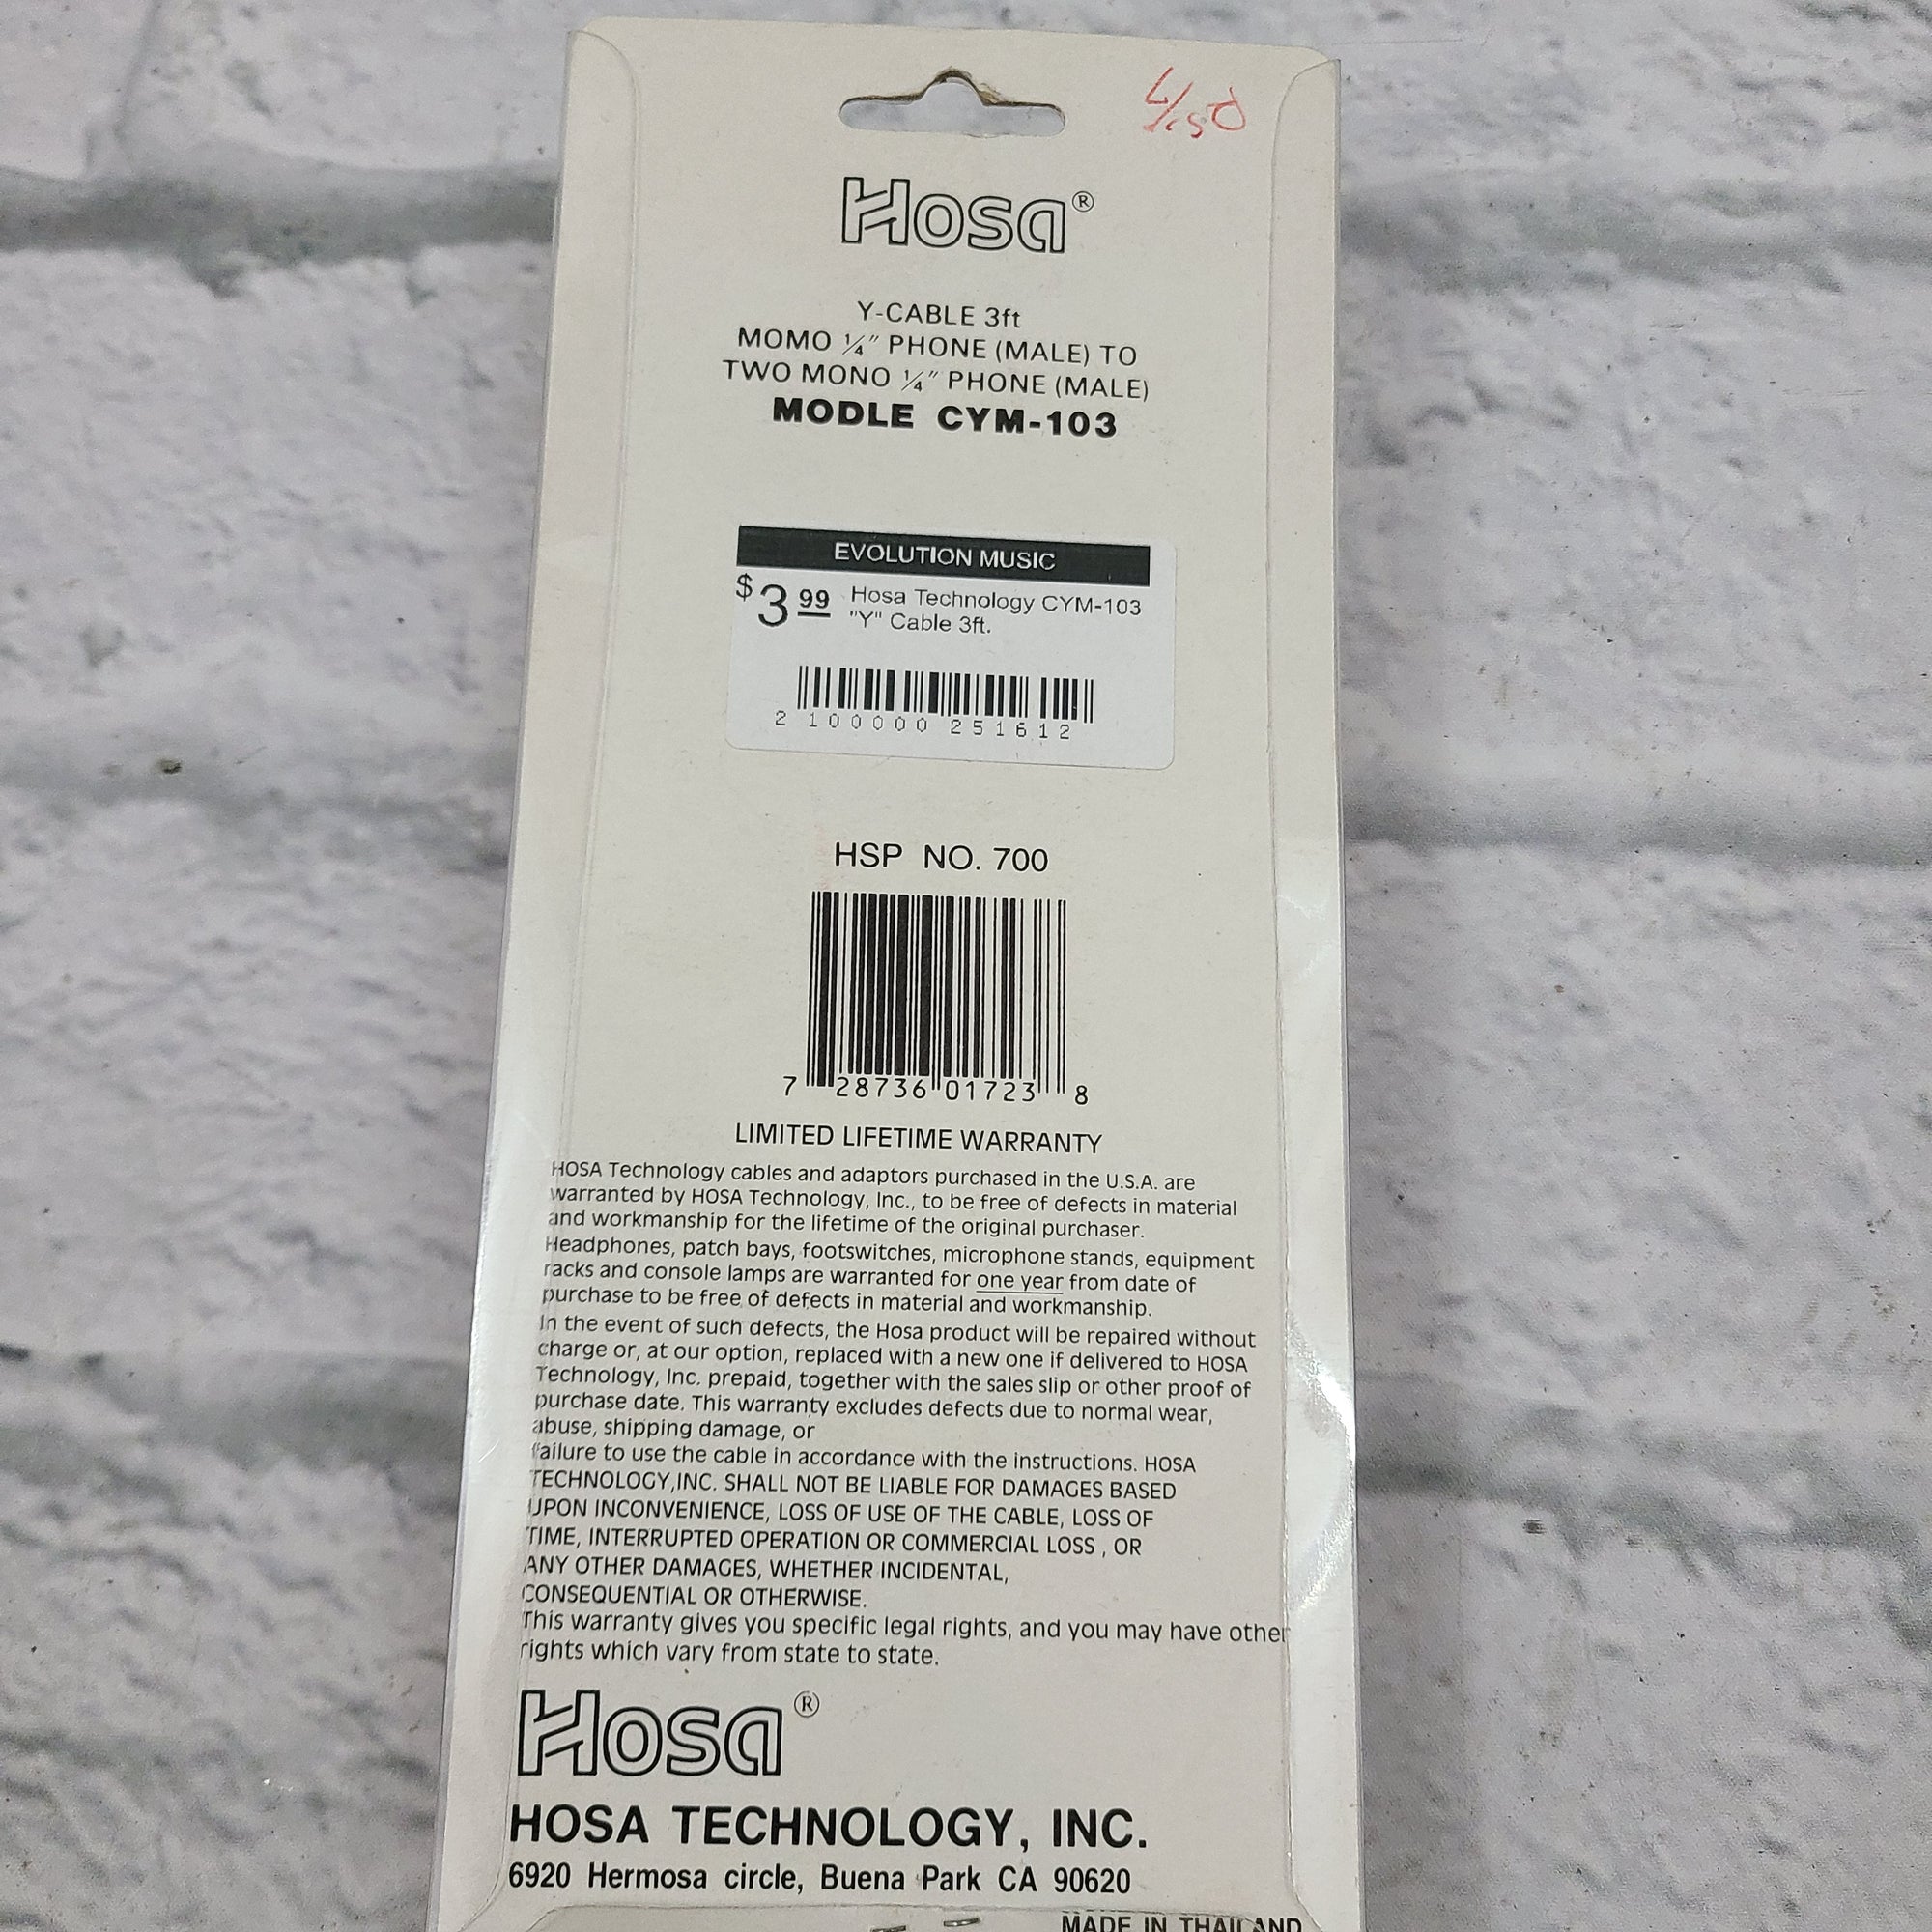 Hosa®
Y-CABLE 3ft
MOMO ¼" PHONE (MALE) TO
TWO MONO ¼" PHONE (MALE)
MODLE CYM-103
EVOLUTION MUSIC
$3 99 Hosa Technology CYM-103
"Y" Cable 3ft.
2 100000 251612
HSP NO. 700
7 28736 01723 8
LIMITED LIFETIME WARRANTY
HOSA Technology cables and adaptors purchased in the U.S.A. are
warranted by HOSA Technology, Inc., to be free of defects in material
and workmanship for the lifetime of the original purchaser.
Headphones, patch bays, footswitches, microphone stands, equipment
racks and console lamps are warranted for one year from date of
purchase to be free of defects in material and workmanship.
In the event of such defects, the Hosa product will be repaired without
charge or, at our option, replaced with a new one if delivered to HOSA
Technology, Inc. prepaid, together with the sales slip or other proof of
purchase date. This warranty excludes defects due to normal wear,
abuse, shipping damage, or
failure to use the cable in accordance with the instructions. HOSA
TECHNOLOGY,INC. SHALL NOT BE LIABLE FOR DAMAGES BASED
UPON INCONVENIENCE, LOSS OF USE OF THE CABLE, LOSS OF
TIME, INTERRUPTED OPERATION OR COMMERCIAL LOSS , OR
ANY OTHER DAMAGES, WHETHER INCIDENTAL,
CONSEQUENTIAL OR OTHERWISE.
This warranty gives you specific legal rights, and you may have other
rights which vary from state to state.
Hosa®
HOSA TECHNOLOGY, INC.
6920 Hermosa circle, Buena Park CA 90620
MADE IN THAILAND